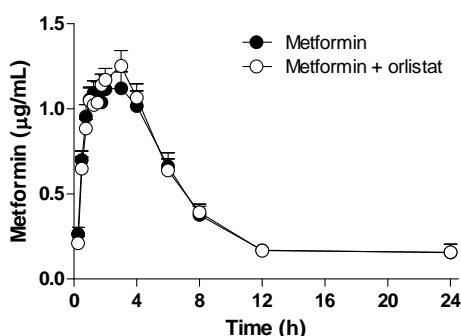 Metformin (μg/mL)
1.5
1.0
0.5
0.0
Metformin
Metformin + orlistat
0 4 8 12 16 20 24
Time (h)